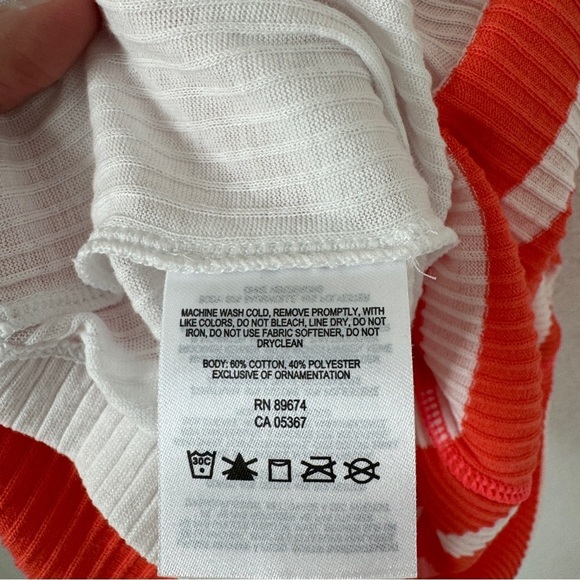 MACHINE WASH COLD, REMOVE PROMPTLY, WITH
LIKE COLORS, DO NOT BLEACH, LINE DRY, DO NOT
IRON, DO NOT USE FABRIC SOFTENER, DO NOT
DRYCLEAN
BODY: 60% COTTON, 40% POLYESTER
EXCLUSIVE OF ORNAMENTATION
RN 89674
CA 05367
30C